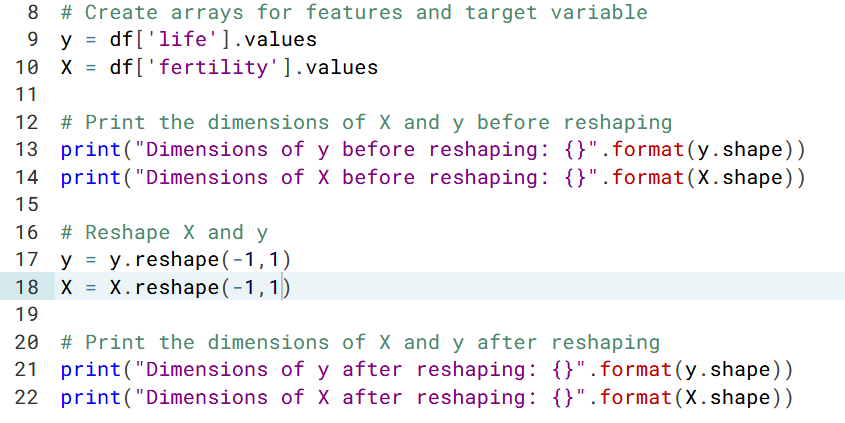 8 # Create arrays for features and target variable
9 y = df['life'].values
10 X = df['fertility'].values
11
12 # Print the dimensions of X and y before reshaping
13 print("Dimensions of y before reshaping: {}".format(y.shape))
14 print("Dimensions of X before reshaping: {}".format(X.shape))
15
16 # Reshape X and y
17 y = y.reshape(-1,1)
18 X = X.reshape(-1,1)
19
20 # Print the dimensions of X and y after reshaping
21 print("Dimensions of y after reshaping: {}".format(y.shape))
22 print("Dimensions of X after reshaping: {}".format(X.shape))